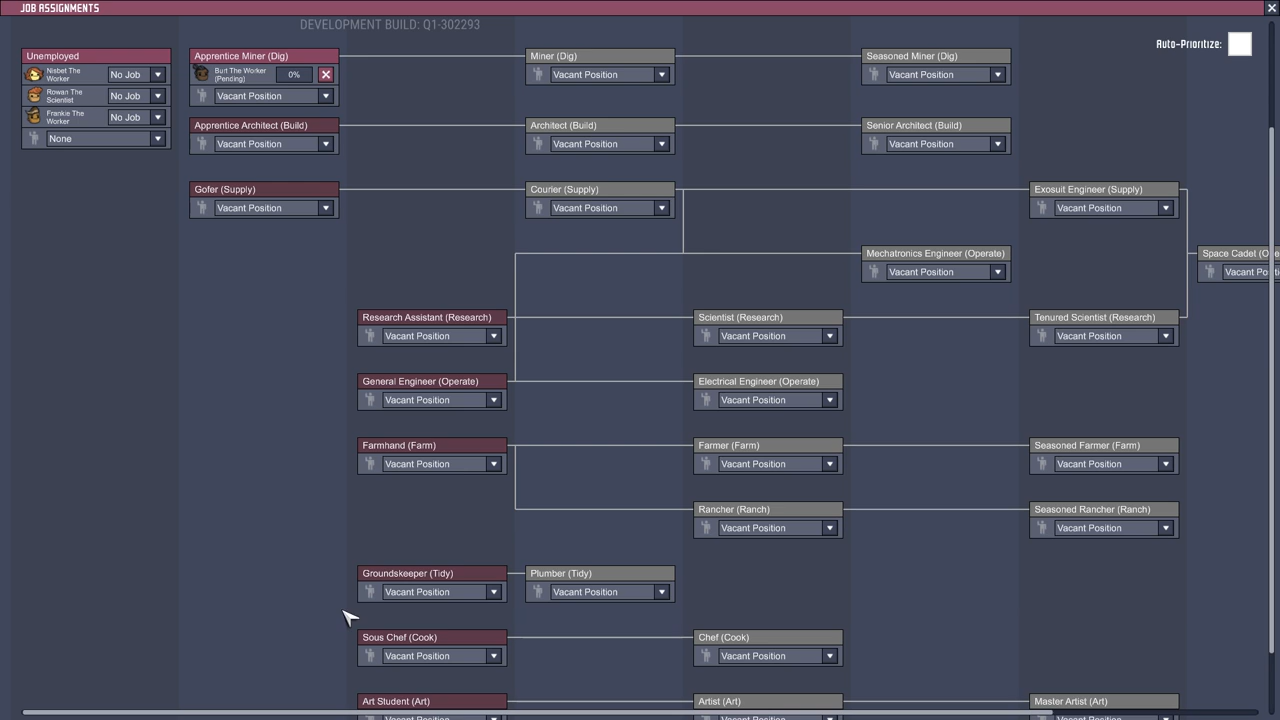 JOB ASSIGNMENTS
DEVELOPMENT BUILD: Q1-302293
Auto-Prioritize:
Unemployed
Nisbet The
Worker
No Job
Rowan The
Scientist
No Job
Frankie The
Worker
No Job
None
Apprentice Miner (Dig)
Burt The Worker
(Pending)
0%
Vacant Position
Miner (Dig)
Vacant Position
Seasoned Miner (Dig)
Vacant Position
Apprentice Architect (Build)
Vacant Position
Architect (Build)
Vacant Position
Senior Architect (Build)
Vacant Position
Gofer (Supply)
Vacant Position
Courier (Supply)
Vacant Position
Exosuit Engineer (Supply)
Vacant Position
Mechatronics Engineer (Operate)
Vacant Position
Space Cadet
Vacant
Research Assistant (Research)
Vacant Position
Scientist (Research)
Vacant Position
Tenured Scientist (Research)
Vacant Position
General Engineer (Operate)
Vacant Position
Electrical Engineer (Operate)
Vacant Position
Farmhand (Farm)
Vacant Position
Farmer (Farm)
Vacant Position
Seasoned Farmer (Farm)
Vacant Position
Rancher (Ranch)
Vacant Position
Seasoned Rancher (Ranch)
Vacant Position
Groundskeeper (Tidy)
Vacant Position
Plumber (Tidy)
Vacant Position
Sous Chef (Cook)
Vacant Position
Chef (Cook)
Vacant Position
Art Student (Art)
Artist (Art)
Master Artist (Art)